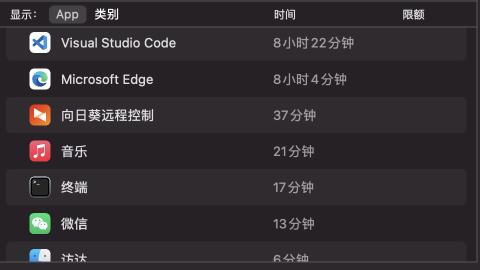 显示： App 类别 时间 限额
Visual Studio Code 8小时22分钟
Microsoft Edge 8小时4分钟
向日葵远程控制 37分钟
音乐 21分钟
终端 17分钟
微信 13分钟
访达 6分钟